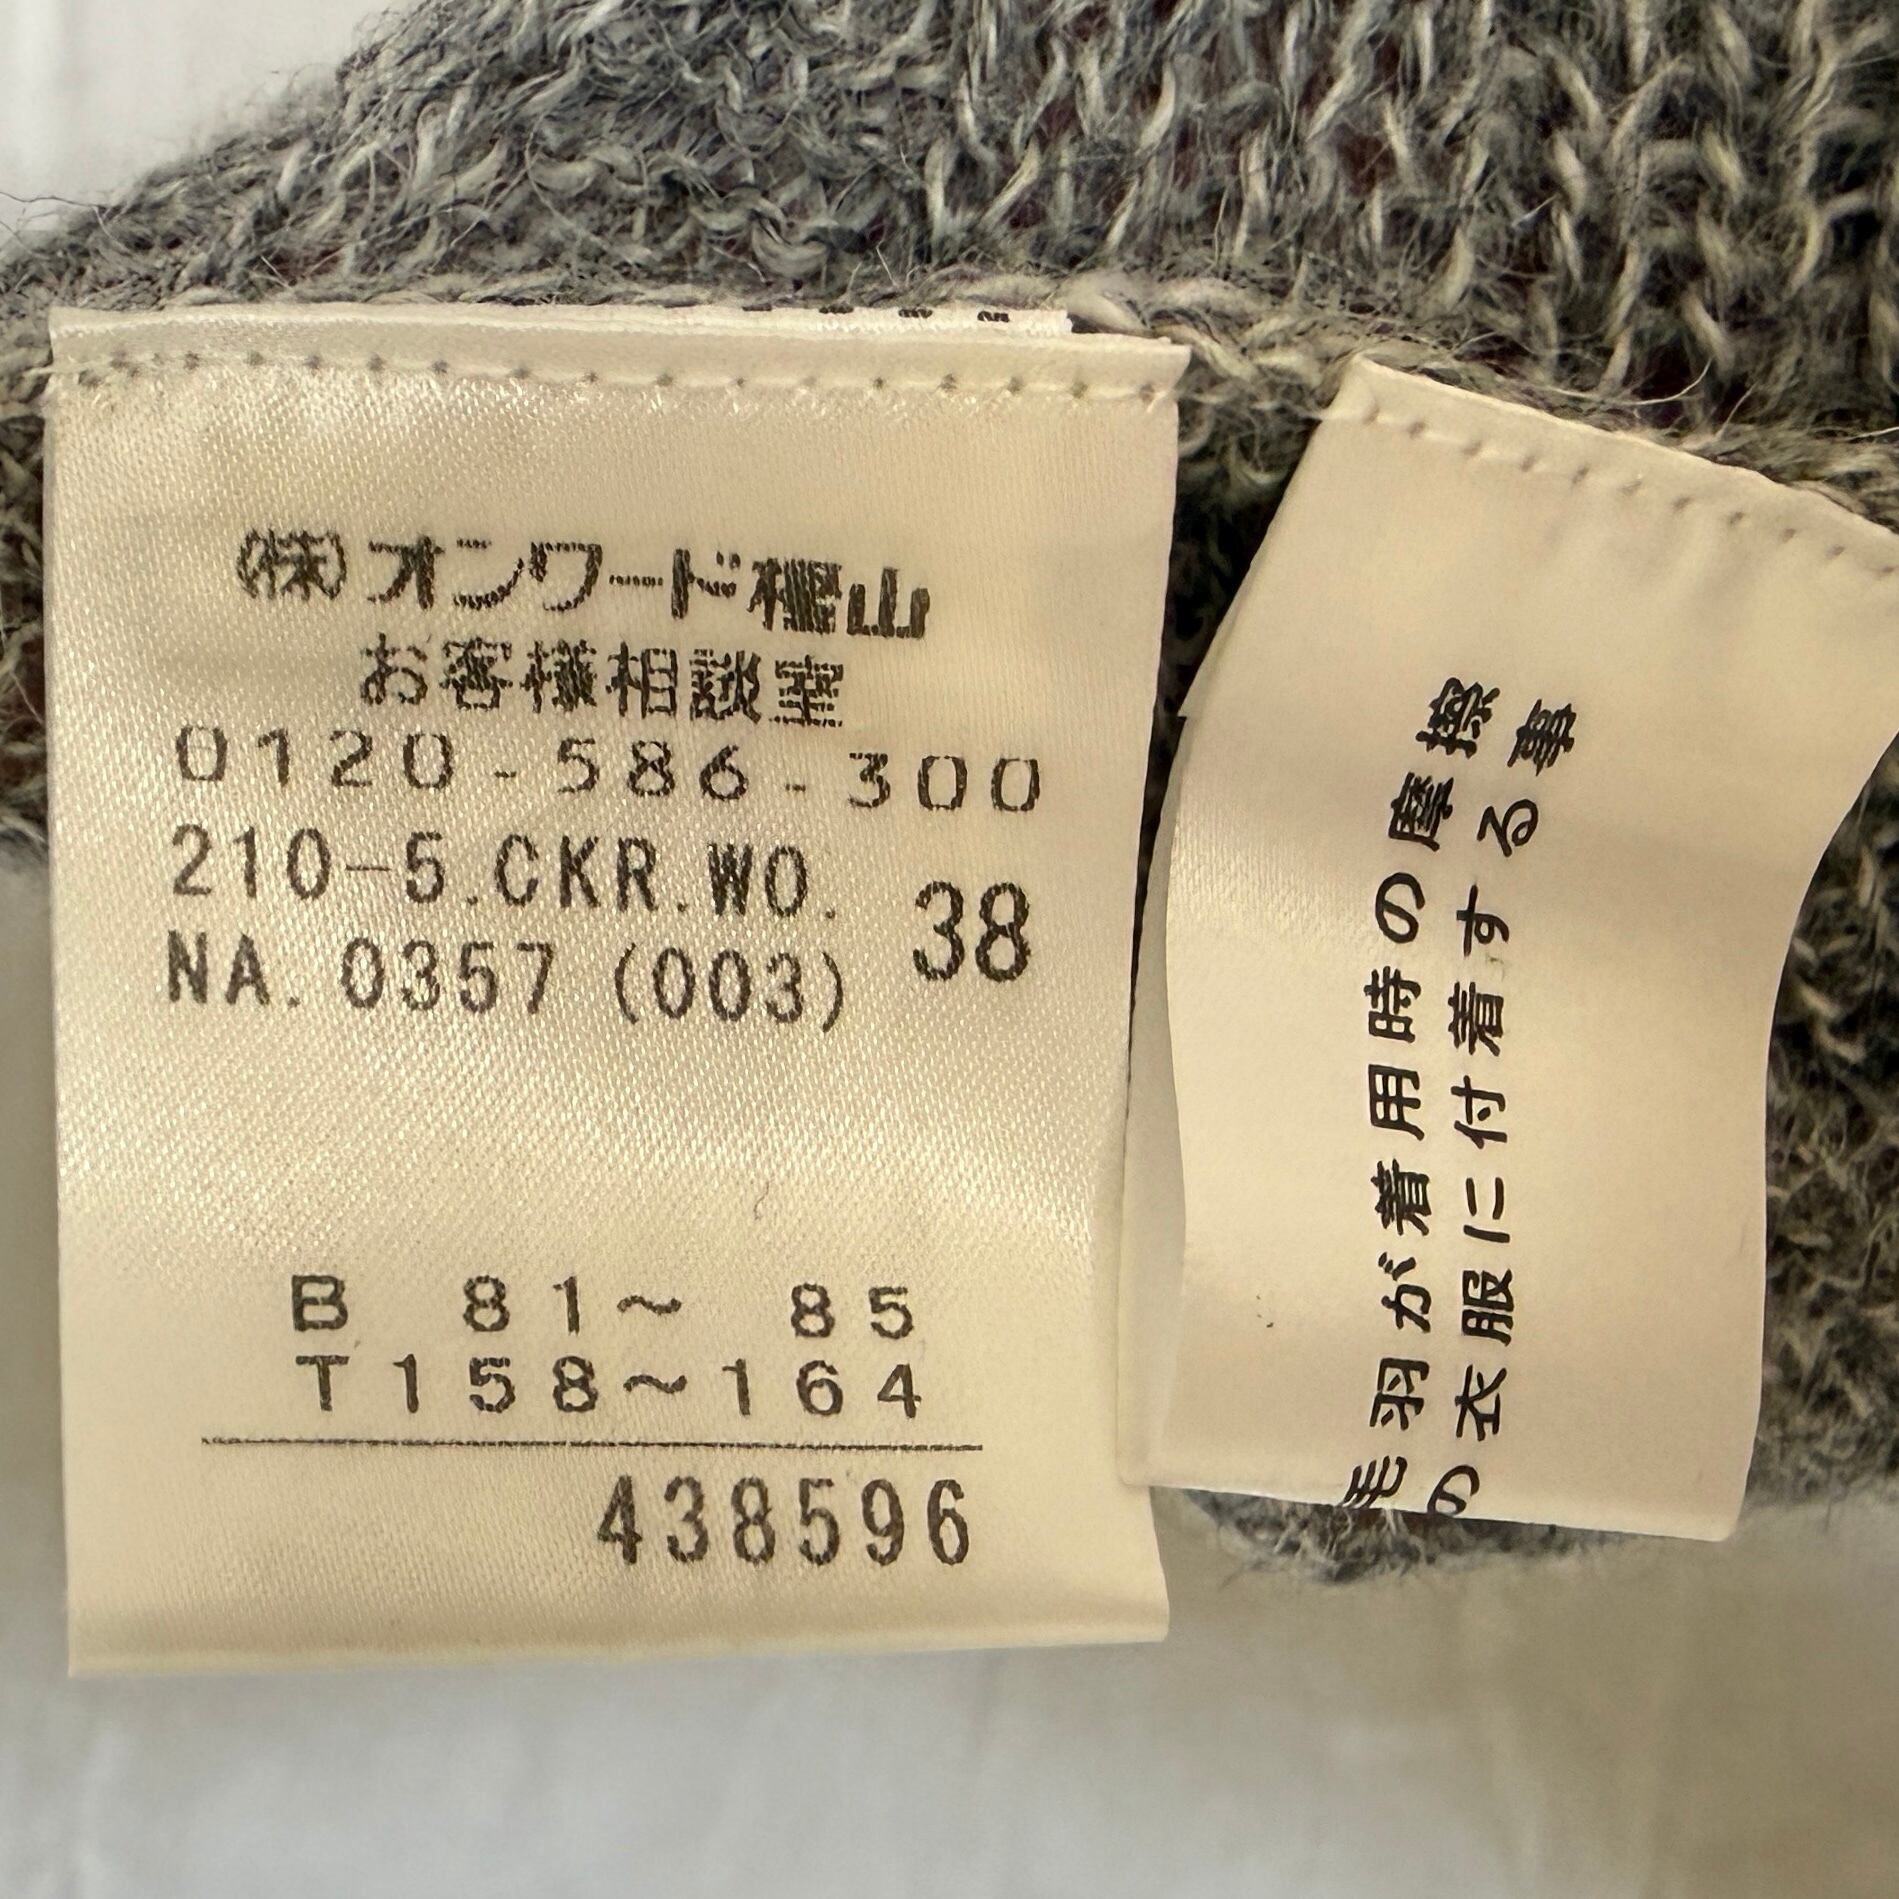 ㈱オンワード樫山
お客様相談室
0120-586-300
210-5.CKR.WO.
NA.0357(003)
38
B 81~ 85
T158~164
438596
毛羽が着用時の摩擦
の衣服に付着する事